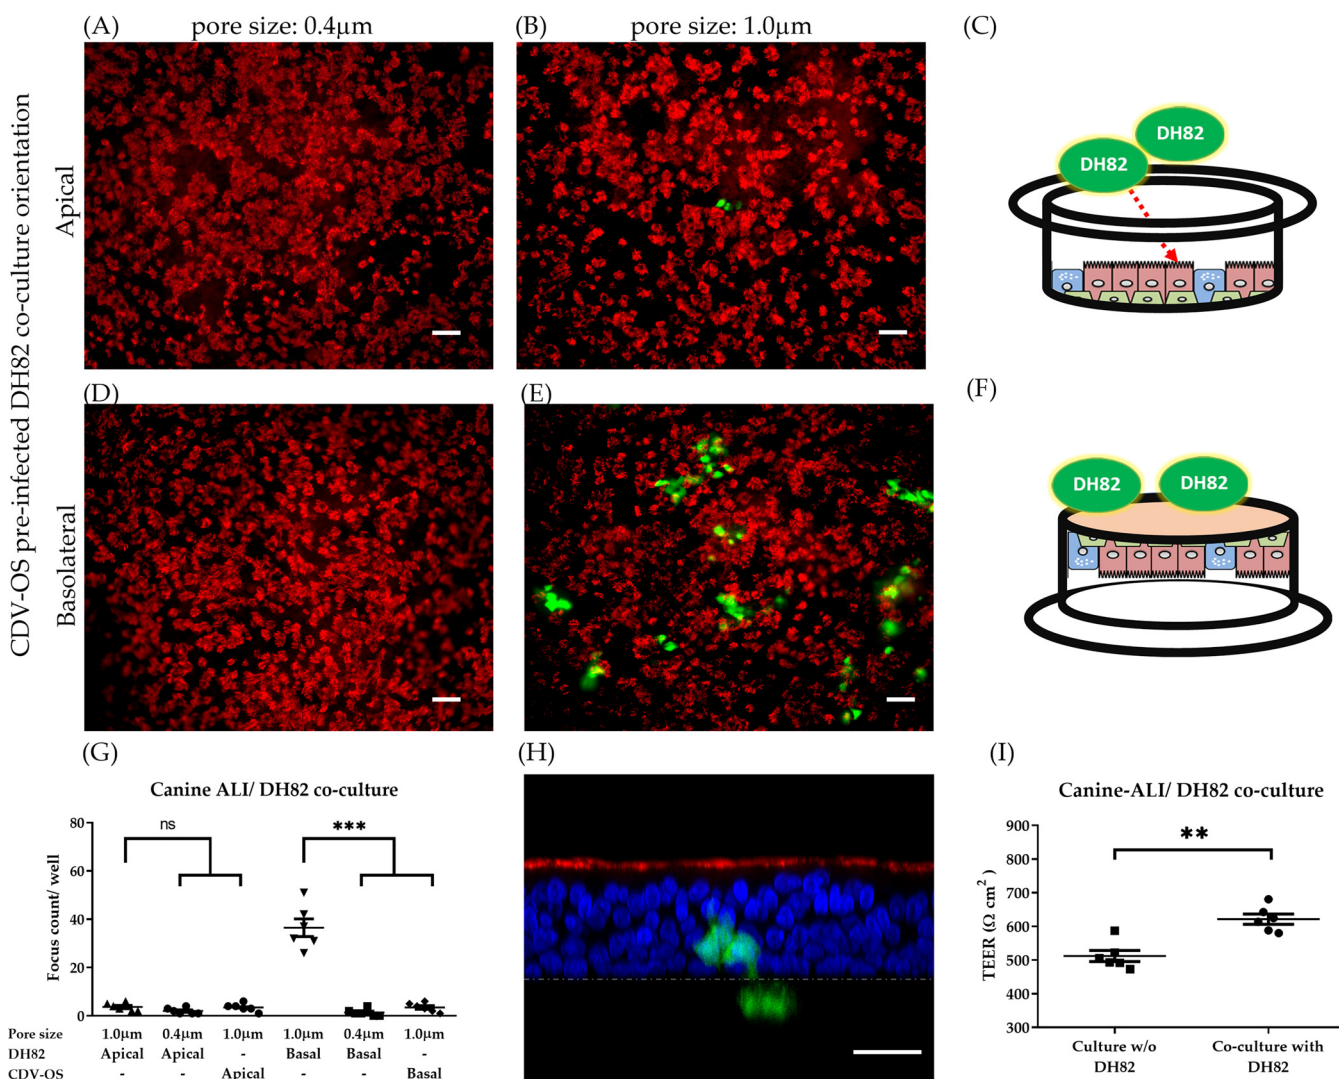 (A)
pore size: 0.4µm
(B)
pore size: 1.0µm
(C)
CDV-OS pre-infected DH82 co-culture orientation
Apical
DH82
DH82
(D)
(E)
(F)
Basolateral
DH82
DH82
(G)
Canine ALI/ DH82 co-culture
Focus count/ well
80
60
40
20
0
ns
***
Pore size 1.0µm 0.4µm 1.0µm 1.0µm 0.4µm 1.0µm
DH82 Apical Apical - Basal Basal -
CDV-OS - - Apical - - Basal
(H)
(I)
Canine-ALI/ DH82 co-culture
TEER (Ω cm²)
900
800
700
600
500
400
300
**
Culture w/o
DH82
Co-culture with
DH82